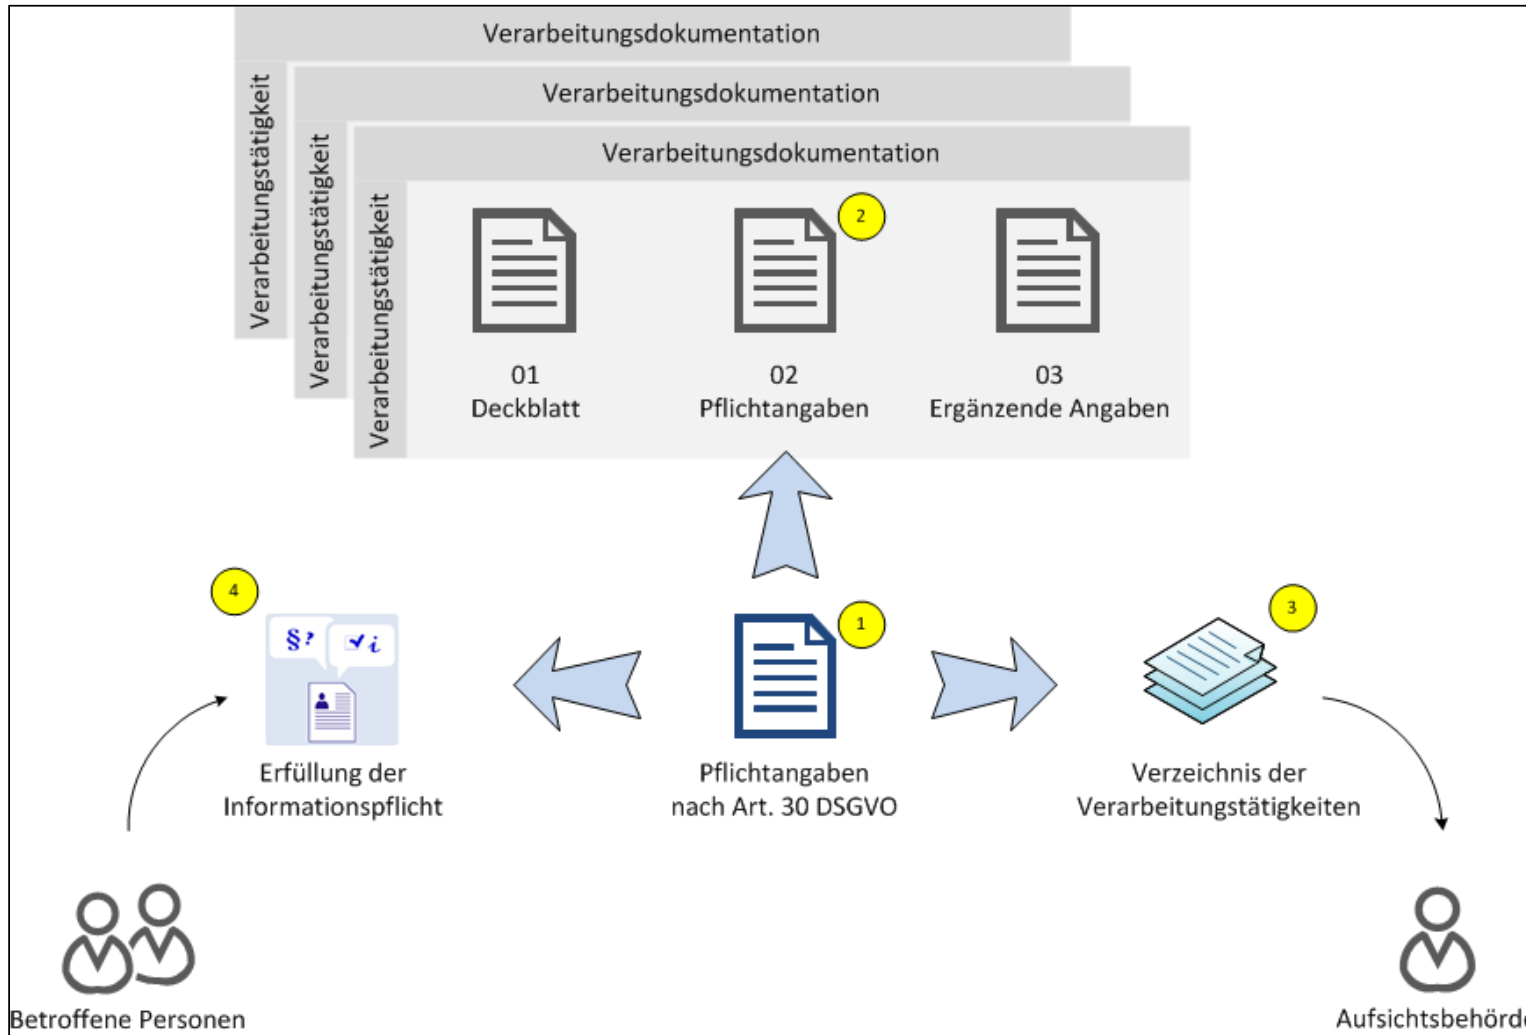 Verarbeitungsdokumentation
Verarbeitungstätigkeit
Verarbeitungsdokumentation
Verarbeitungstätigkeit
Verarbeitungsdokumentation
Verarbeitungstätigkeit
2
01
Deckblatt
02
Pflichtangaben
03
Ergänzende Angaben
4
§?
i
Erfüllung der
Informationspflicht
1
Pflichtangaben
nach Art. 30 DSGVO
3
Verzeichnis der
Verarbeitungstätigkeiten
Betroffene Personen
Aufsichtsbehörde